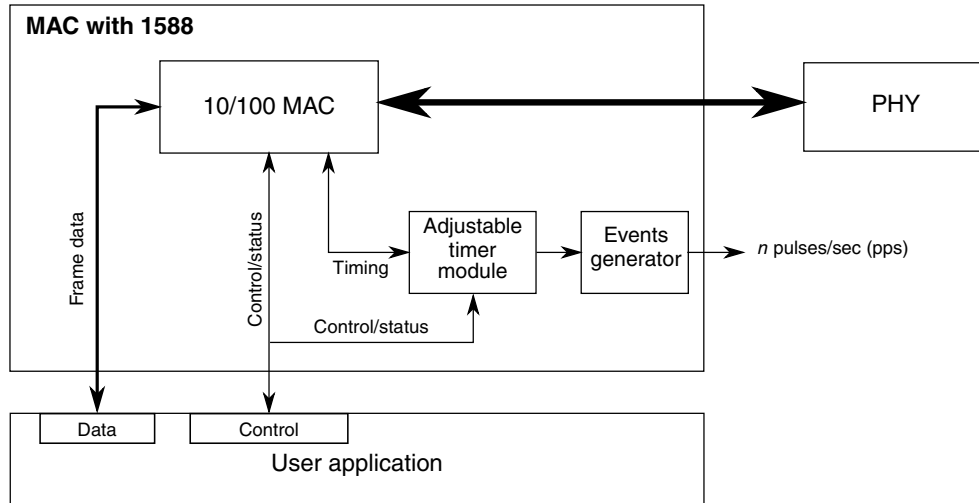 MAC with 1588
10/100 MAC
PHY
Frame data
Control/status
Timing
Adjustable
timer
module
Events
generator
n pulses/sec (pps)
Control/status
Data
Control
User application